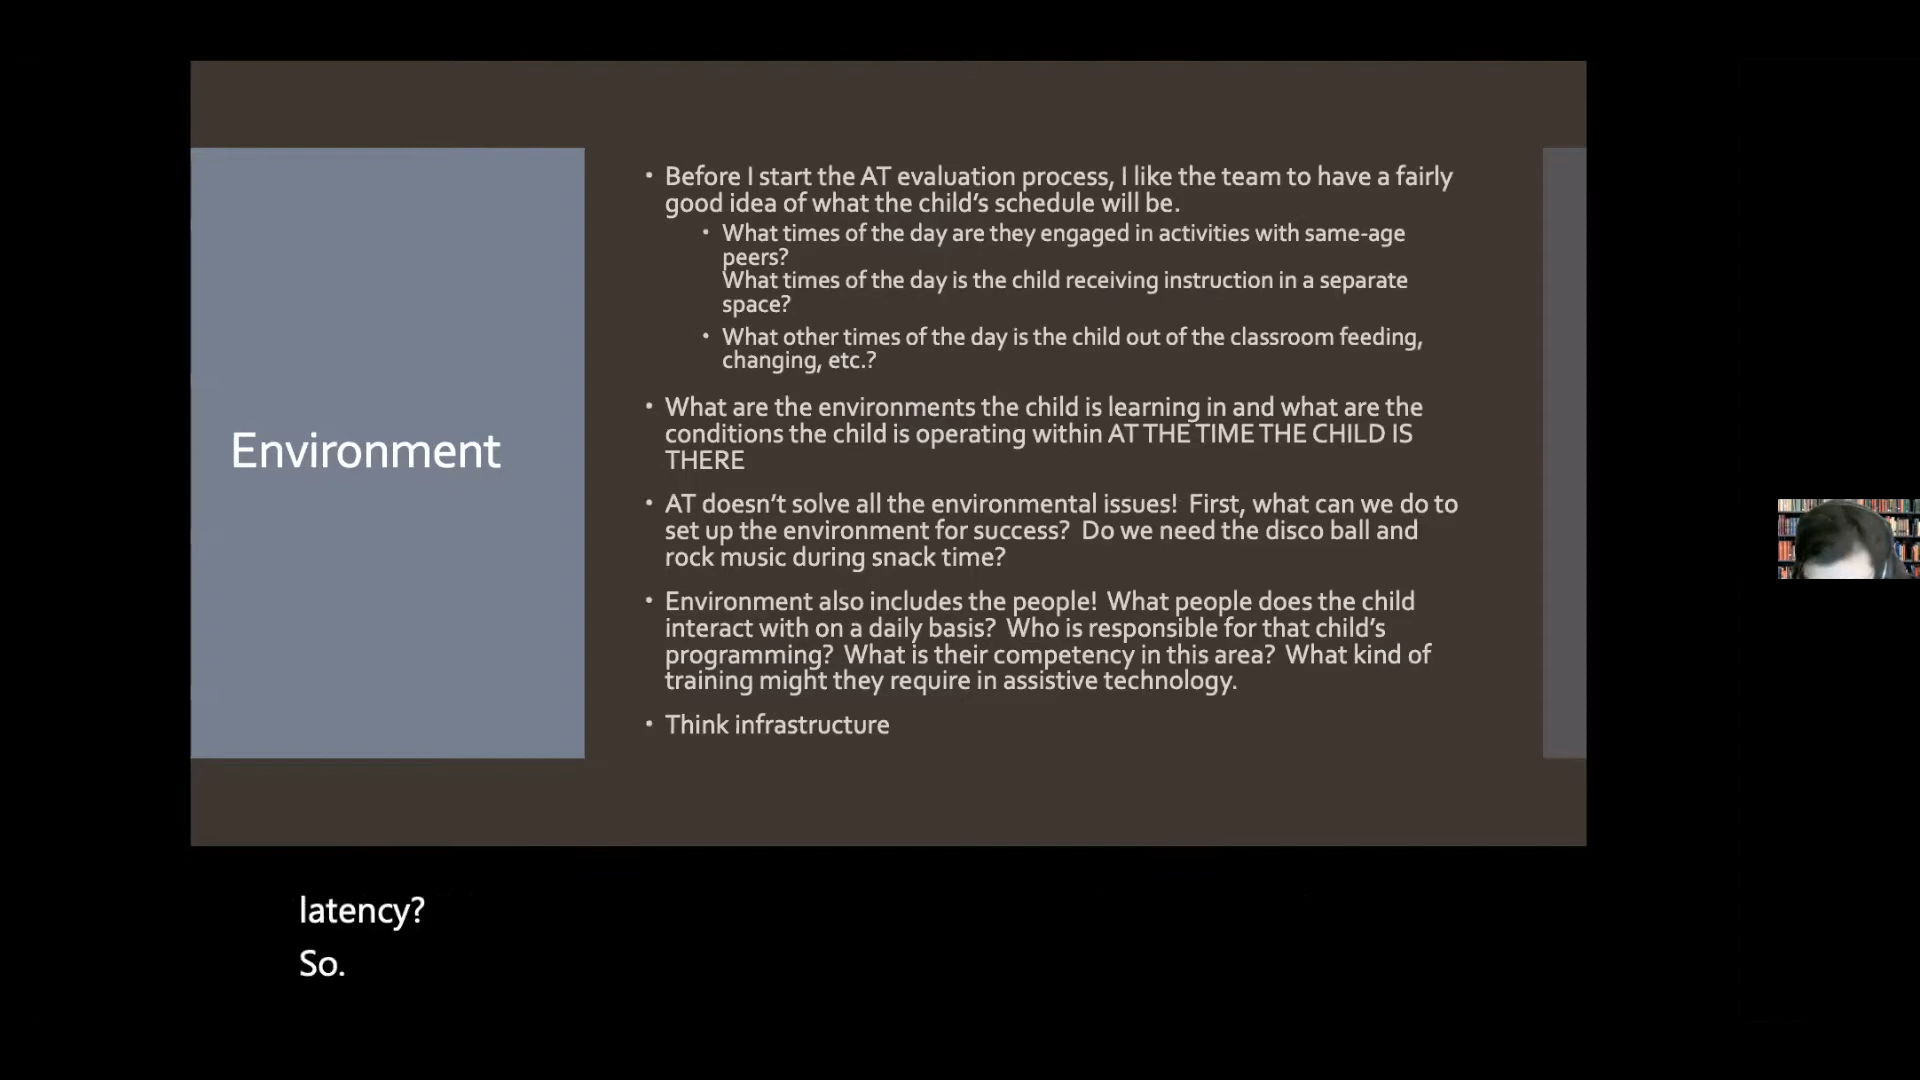 Environment
• Before I start the AT evaluation process, I like the team to have a fairly
good idea of what the child’s schedule will be.
• What times of the day are they engaged in activities with same-age
peers?
What times of the day is the child receiving instruction in a separate
space?
• What other times of the day is the child out of the classroom feeding,
changing, etc.?
• What are the environments the child is learning in and what are the
conditions the child is operating within AT THE TIME THE CHILD IS
THERE
• AT doesn’t solve all the environmental issues! First, what can we do to
set up the environment for success? Do we need the disco ball and
rock music during snack time?
• Environment also includes the people! What people does the child
interact with on a daily basis? Who is responsible for that child’s
programming? What is their competency in this area? What kind of
training might they require in assistive technology.
• Think infrastructure
latency?
So.